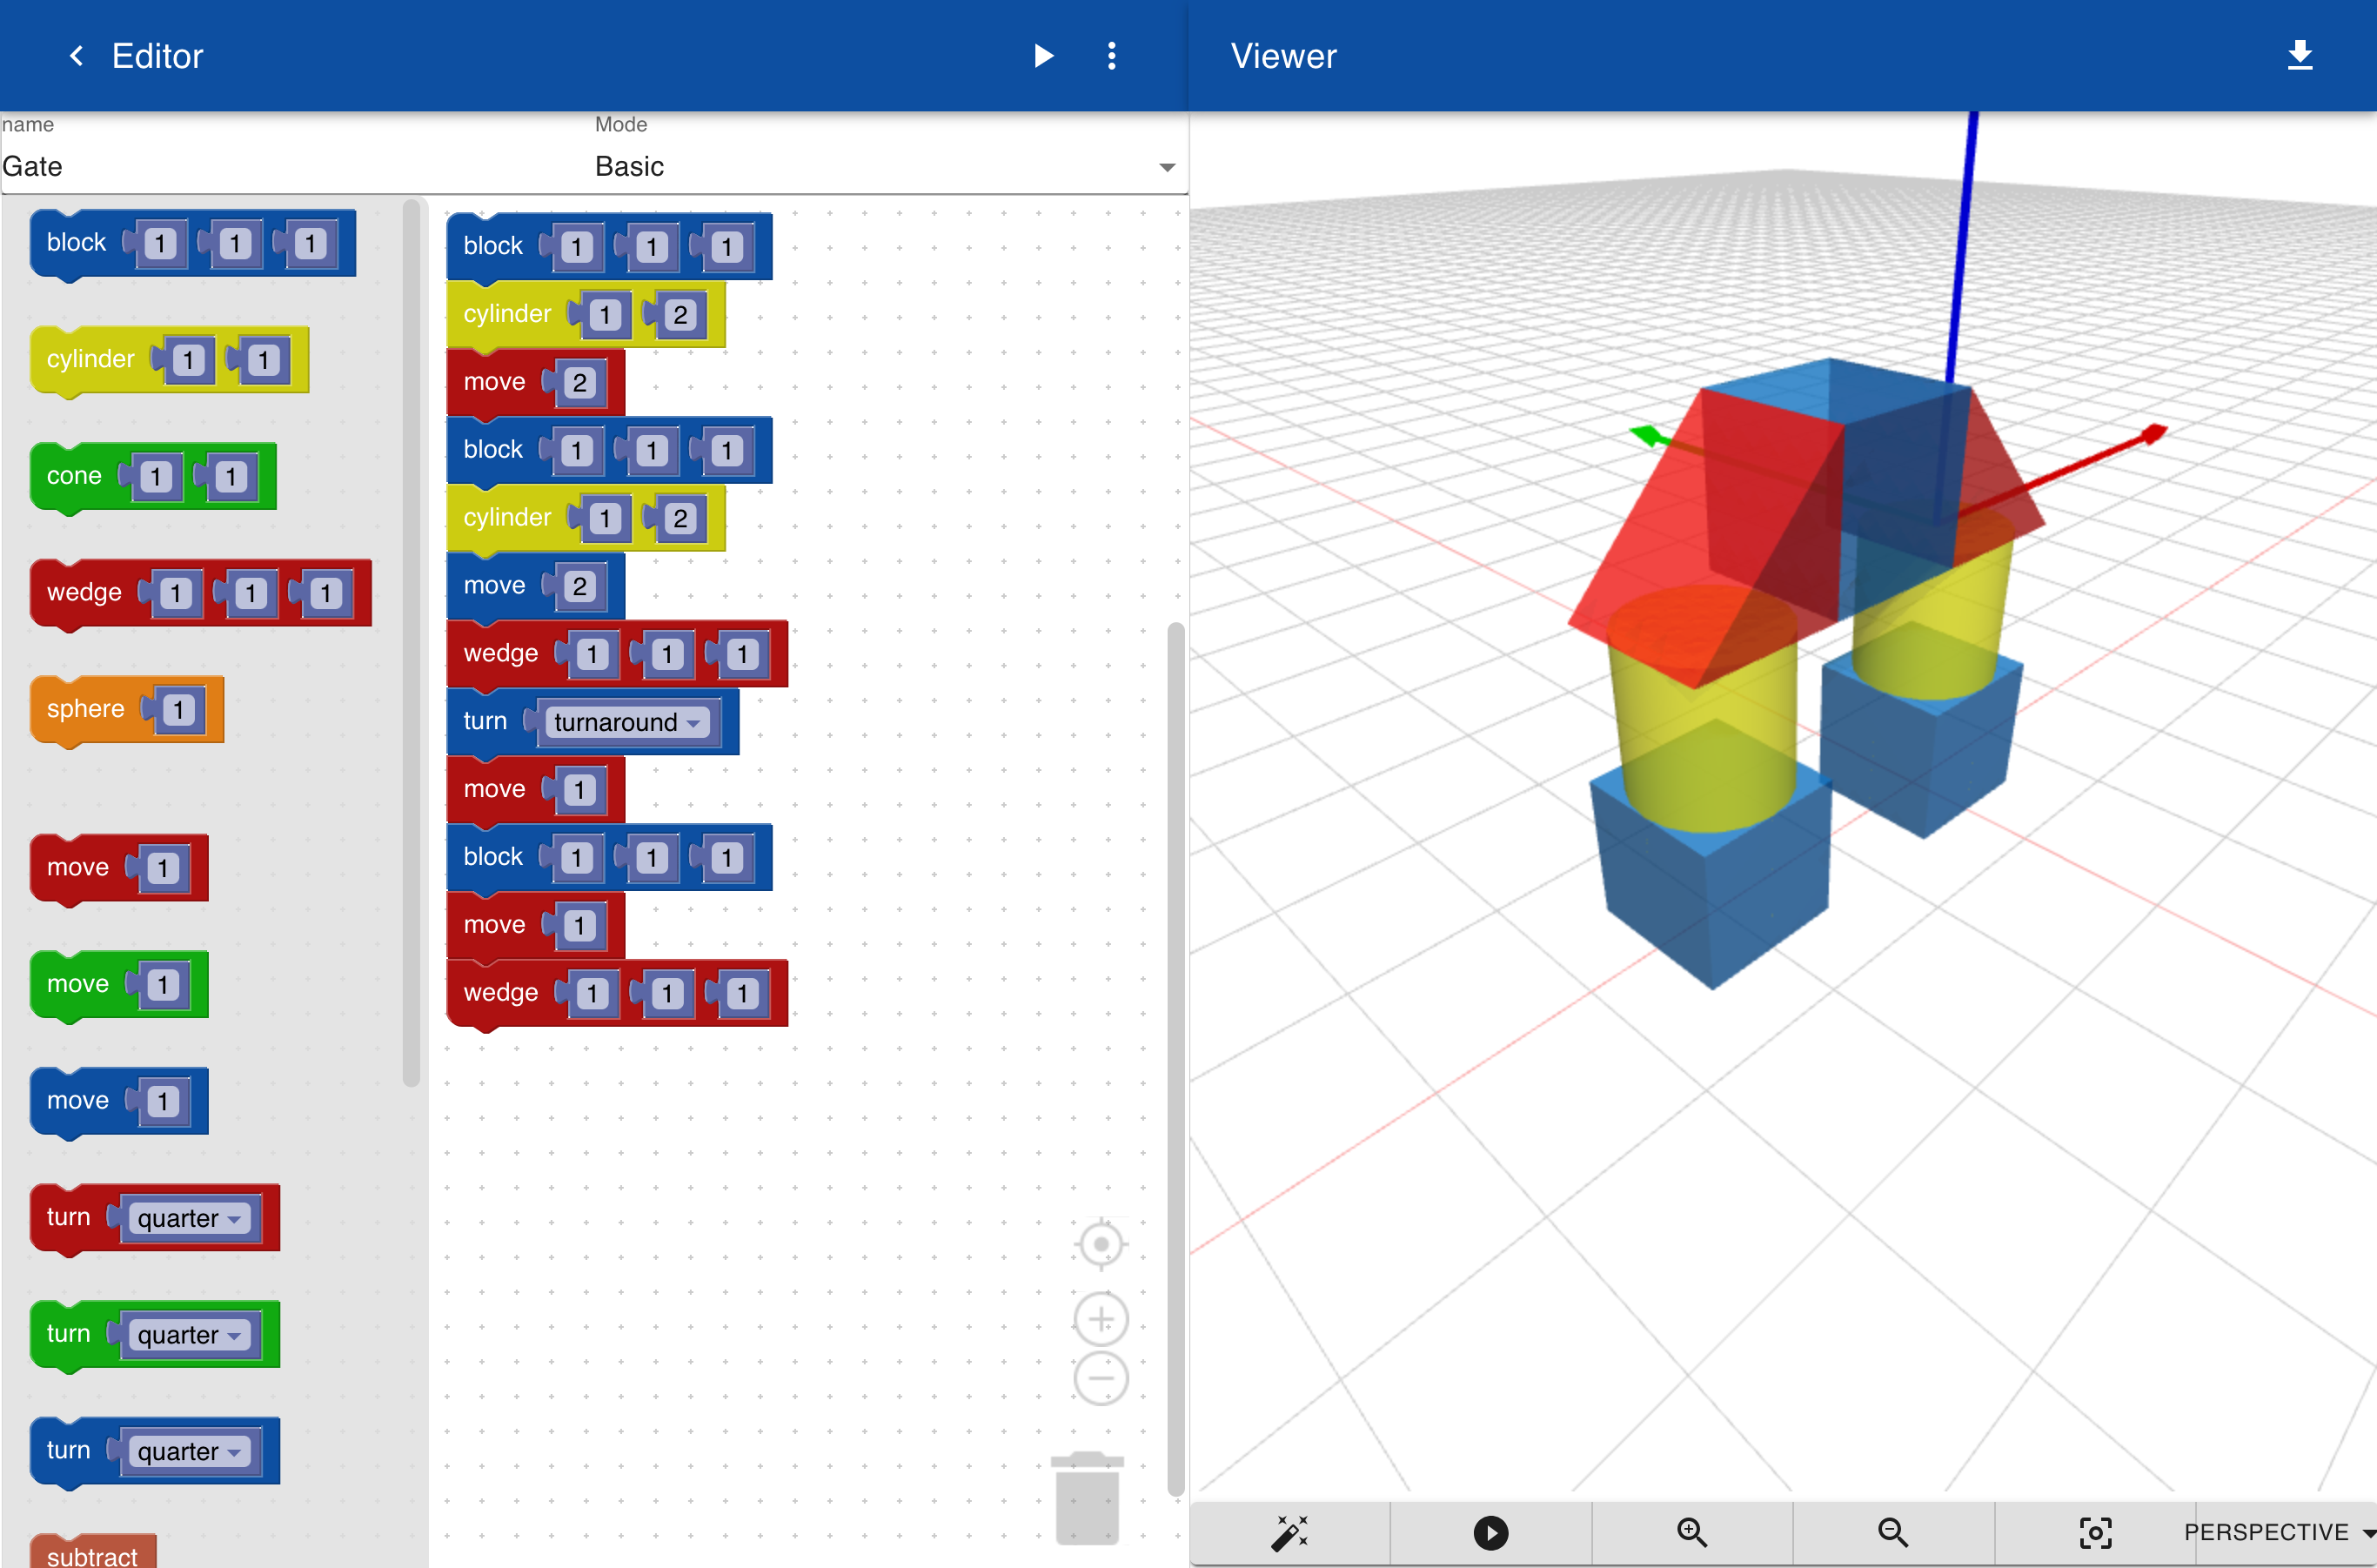 Editor
Viewer
name
Mode
Gate
Basic
block 1 1 1
cylinder 1 1
cone 1 1
wedge 1 1 1
sphere 1
move 1
move 1
move 1
turn quarter
turn quarter
turn quarter
subtract
block 1 1 1
cylinder 1 2
move 2
block 1 1 1
cylinder 1 2
move 2
wedge 1 1 1
turn turnaround
move 1
block 1 1 1
move 1
wedge 1 1 1
PERSPECTIVE